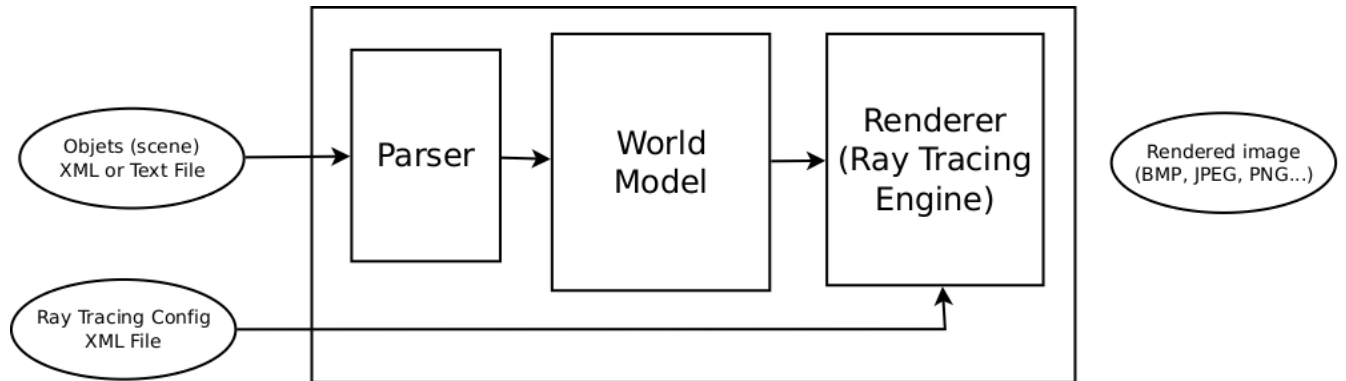 Objets (scene)
XML or Text File
Parser
World
Model
Renderer
(Ray Tracing
Engine)
Rendered image
(BMP, JPEG, PNG...)
Ray Tracing Config
XML File